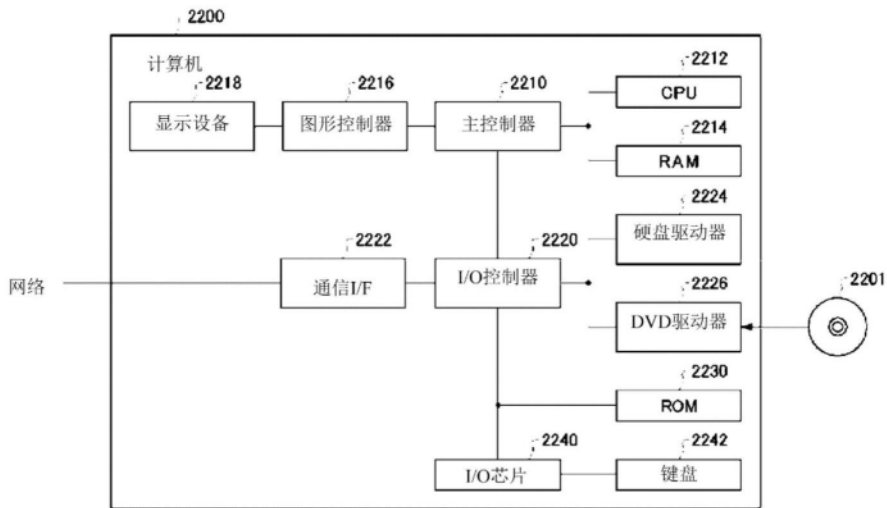 2200
计算机
2218
2216
2210
2212
显示设备
图形控制器
主控制器
CPU
2214
RAM
2224
硬盘驱动器
2222
2220
网络
通信I/F
I/O控制器
2226
DVD驱动器
2201
2230
ROM
2240
2242
I/O芯片
键盘